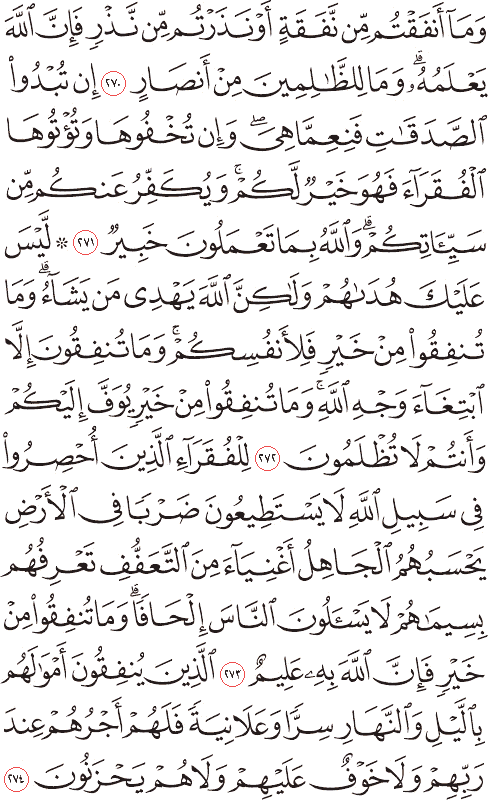 وَمَآ أَنفَقْتُم مِّن نَّفَقَةٍ أَوْ نَذَرْتُم مِّن نَّذْرٍ فَإِنَّ ٱللَّهَ
يَعْلَمُهُۥۗ وَمَا لِلظَّـٰلِمِينَ مِنْ أَنصَارٍ ٢٧٠ إِن تُبْدُوا۟
ٱلصَّدَقَـٰتِ فَنِعِمَّا هِىَۖ وَإِن تُخْفُوهَا وَتُؤْتُوهَا
ٱلْفُقَرَآءَ فَهُوَ خَيْرٌ لَّكُمْۚ وَيُكَفِّرُ عَنكُم مِّن
سَيِّـَٔاتِكُمْۗ وَٱللَّهُ بِمَا تَعْمَلُونَ خَبِيرٌ ٢٧١ * لَّيْسَ
عَلَيْكَ هُدَىٰهُمْ وَلَـٰكِنَّ ٱللَّهَ يَهْدِى مَن يَشَآءُۗ وَمَا
تُنفِقُوا۟ مِنْ خَيْرٍ فَلِأَنفُسِكُمْۚ وَمَا تُنفِقُونَ إِلَّا
ٱبْتِغَآءَ وَجْهِ ٱللَّهِۚ وَمَا تُنفِقُوا۟ مِنْ خَيْرٍ يُوَفَّ إِلَيْكُمْ
وَأَنتُمْ لَا تُظْلَمُونَ ٢٧٢ لِلْفُقَرَآءِ ٱلَّذِينَ أُحْصِرُوا۟
فِى سَبِيلِ ٱللَّهِ لَا يَسْتَطِيعُونَ ضَرْبًا فِى ٱلْأَرْضِ
يَحْسَبُهُمُ ٱلْجَاهِلُ أَغْنِيَآءَ مِنَ ٱلتَّعَفُّفِ تَعْرِفُهُم
بِسِيمَـٰهُمْ لَا يَسْـَٔلُونَ ٱلنَّاسَ إِلْحَافًاۗ وَمَا تُنفِقُوا۟ مِنْ
خَيْرٍ فَإِنَّ ٱللَّهَ بِهِۦ عَلِيمٌ ٢٧٣ ٱلَّذِينَ يُنفِقُونَ أَمْوَٰلَهُم
بِٱلَّيْلِ وَٱلنَّهَارِ سِرًّا وَعَلَانِيَةً فَلَهُمْ أَجْرُهُمْ عِندَ
رَبِّهِمْ وَلَا خَوْفٌ عَلَيْهِمْ وَلَا هُمْ يَحْزَنُونَ ٢٧٤